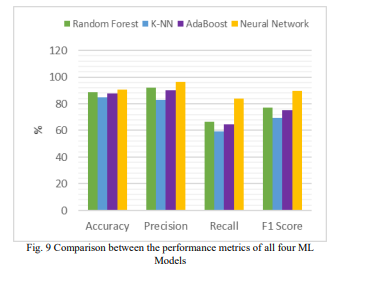 Random Forest K-NN AdaBoost Neural Network
120
100
80
60
40
20
0
%
Accuracy Precision Recall F1 Score
Fig. 9 Comparison between the performance metrics of all four ML
Models